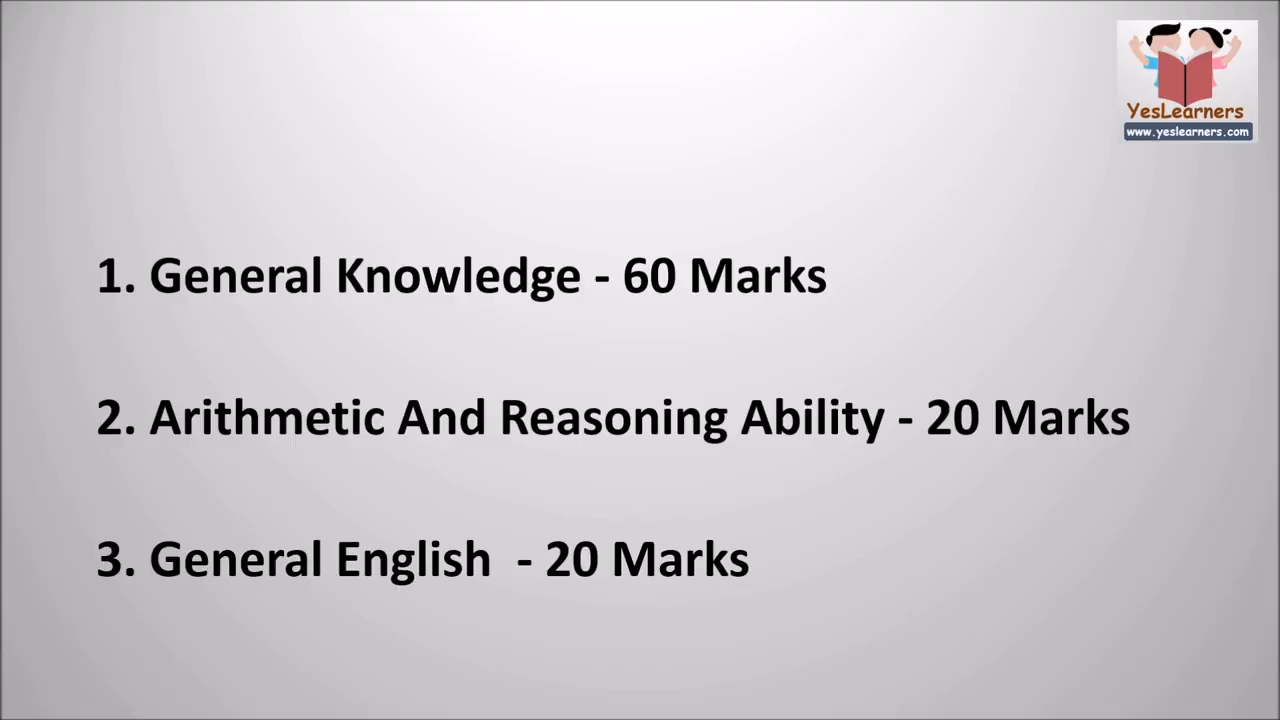 YesLearners
www.yeslearners.com
1. General Knowledge - 60 Marks
2. Arithmetic And Reasoning Ability - 20 Marks
3. General English - 20 Marks